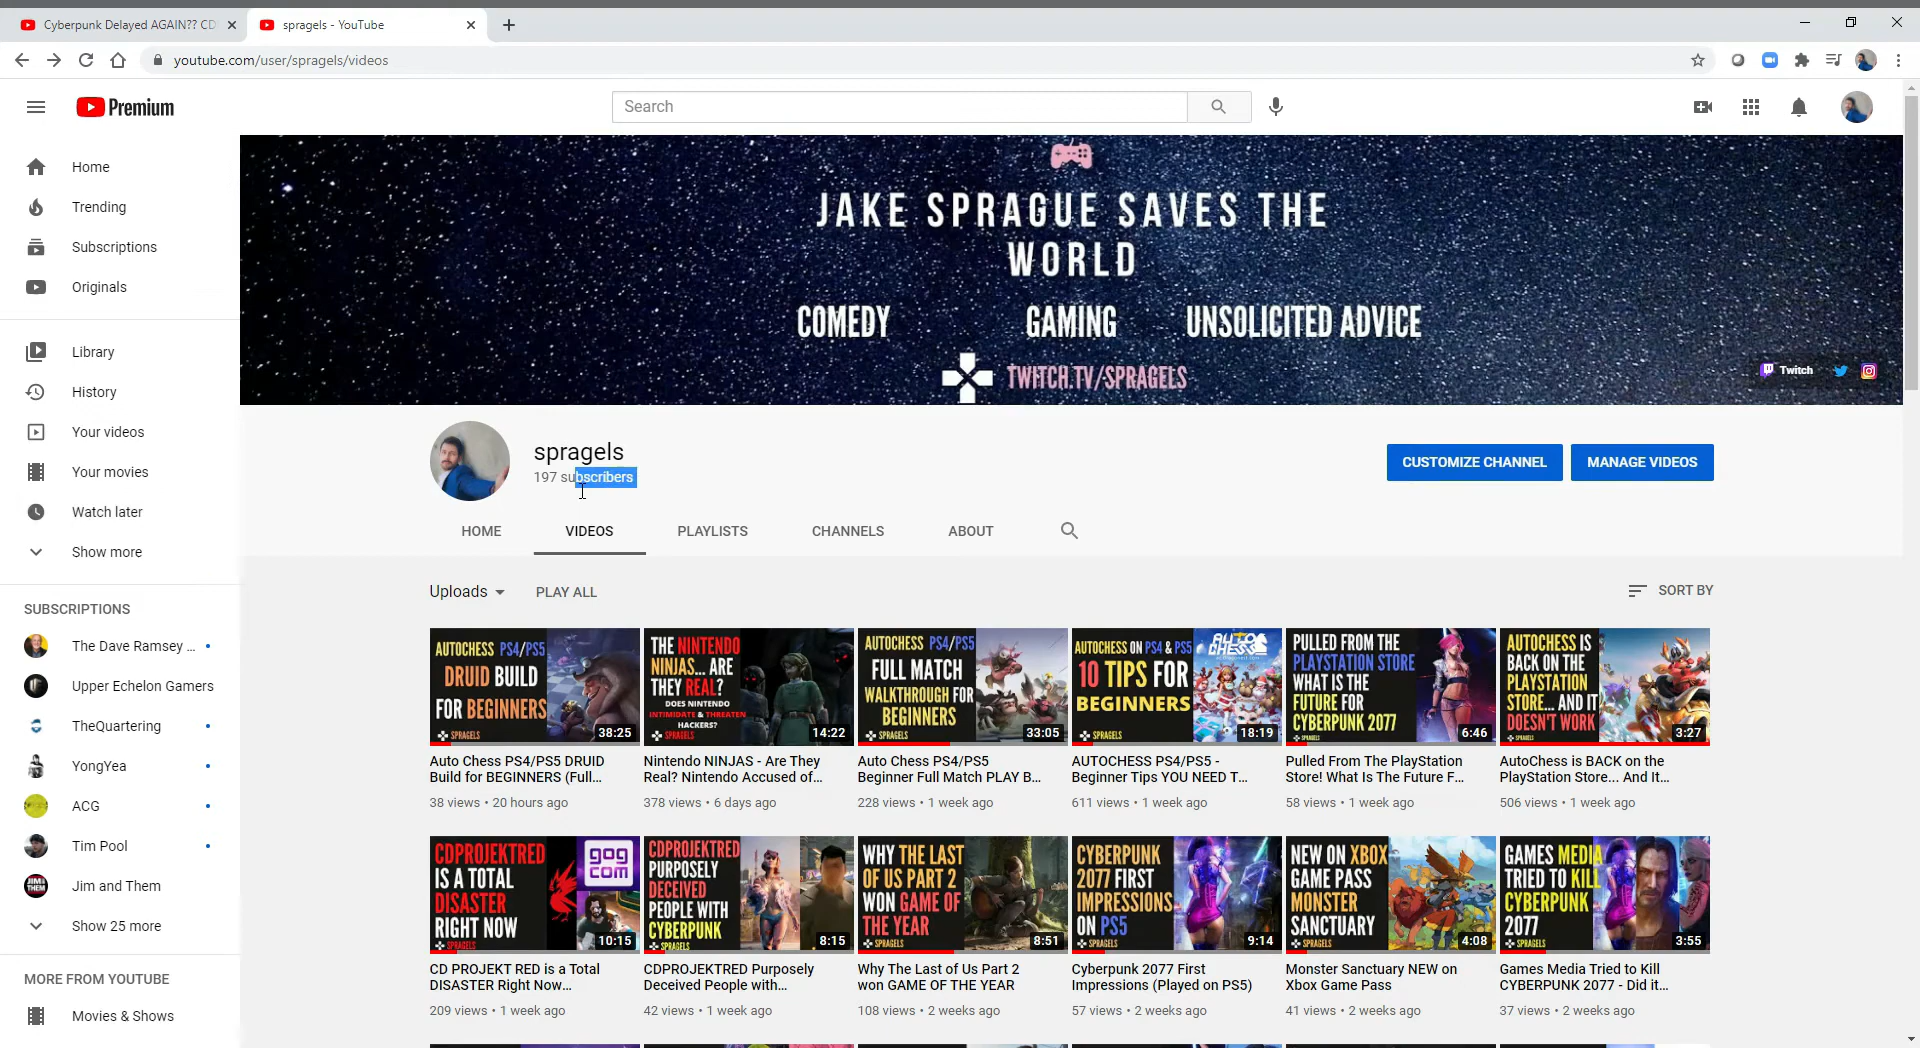 Cyberpunk Delayed AGAIN?? CD
spragels - YouTube
youtube.com/user/spragels/videos
Premium
Search
Home
Trending
Subscriptions
Originals
Library
History
Your videos
Your movies
Watch later
Show more
SUBSCRIPTIONS
The Dave Ramsey ...
Upper Echelon Gamers
TheQuartering
YongYea
ACG
Tim Pool
Jim and Them
Show 25 more
MORE FROM YOUTUBE
Movies & Shows
JAKE SPRAGUE SAVES THE
WORLD
COMEDY GAMING UNSOLICITED ADVICE
TWITCH.TV/SPRAGELS
Twitch
spragels
197 subscribers
CUSTOMIZE CHANNEL
MANAGE VIDEOS
HOME VIDEOS PLAYLISTS CHANNELS ABOUT
Uploads PLAY ALL SORT BY
AUTOCHESS PS4/PS5
DRUID BUILD
FOR BEGINNERS
SPRAGELS
38:25
Auto Chess PS4/PS5 DRUID
Build for BEGINNERS (Full...
38 views • 20 hours ago
THE NINTENDO
NINJAS... ARE
THEY REAL?
DOES NINTENDO
INTIMIDATE & THREATEN
HACKERS?
SPRAGELS
14:22
Nintendo NINJAS - Are They
Real? Nintendo Accused of...
378 views • 6 days ago
AUTOCHESS PS4/PS5
FULL MATCH
WALKTHROUGH FOR
BEGINNERS
SPRAGELS
33:05
Auto Chess PS4/PS5
Beginner Full Match PLAY B...
228 views • 1 week ago
AUTOCHESS ON PS4 & PS5
10 TIPS FOR
BEGINNERS
SPRAGELS
AUTO
CHESS
18:19
AUTOCHESS PS4/PS5 -
Beginner Tips YOU NEED T...
611 views • 1 week ago
PULLED FROM THE
PLAYSTATION STORE
WHAT IS THE
FUTURE FOR
CYBERPUNK 2077
SPRAGELS
6:46
Pulled From The PlayStation
Store! What Is The Future F...
58 views • 1 week ago
AUTOCHESS IS
BACK ON THE
PLAYSTATION
STORE... AND IT
DOESN'T WORK
SPRAGELS
3:27
AutoChess is BACK on the
PlayStation Store... And It...
506 views • 1 week ago
CDPROJEKTRED
IS A TOTAL
DISASTER
RIGHT NOW
SPRAGELS
gog
com
10:15
CD PROJEKT RED is a Total
DISASTER Right Now...
209 views • 1 week ago
CDPROJEKTRED
PURPOSELY
DECEIVED
PEOPLE WITH
CYBERPUNK
SPRAGELS
8:15
CDPROJEKTRED Purposely
Deceived People with...
42 views • 1 week ago
WHY THE LAST
OF US PART 2
WON GAME OF
THE YEAR
SPRAGELS
8:51
Why The Last of Us Part 2
won GAME OF THE YEAR
108 views • 2 weeks ago
CYBERPUNK
2077 FIRST
IMPRESSIONS
ON PS5
SPRAGELS
9:14
Cyberpunk 2077 First
Impressions (Played on PS5)
57 views • 2 weeks ago
NEW ON XBOX
GAME PASS
MONSTER
SANCTUARY
SPRAGELS
4:08
Monster Sanctuary NEW on
Xbox Game Pass
41 views • 2 weeks ago
GAMES MEDIA
TRIED TO KILL
CYBERPUNK
2077
SPRAGELS
3:55
Games Media Tried to Kill
CYBERPUNK 2077 - Did it...
37 views • 2 weeks ago